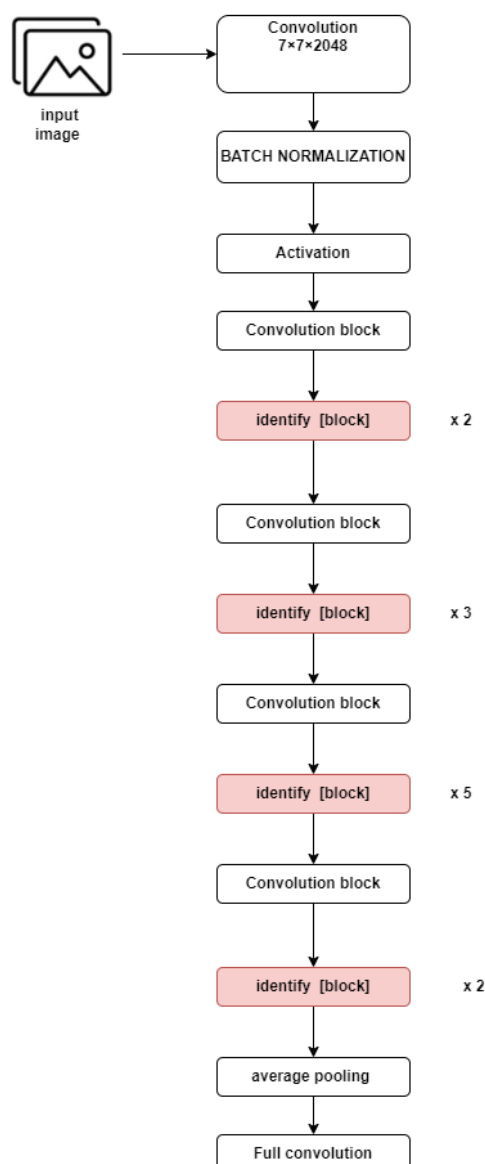 Convolution
7×7×2048
input
image
BATCH NORMALIZATION
Activation
Convolution block
identify [block] x 2
Convolution block
identify [block] x 3
Convolution block
identify [block] x 5
Convolution block
identify [block] x 2
average pooling
Full convolution